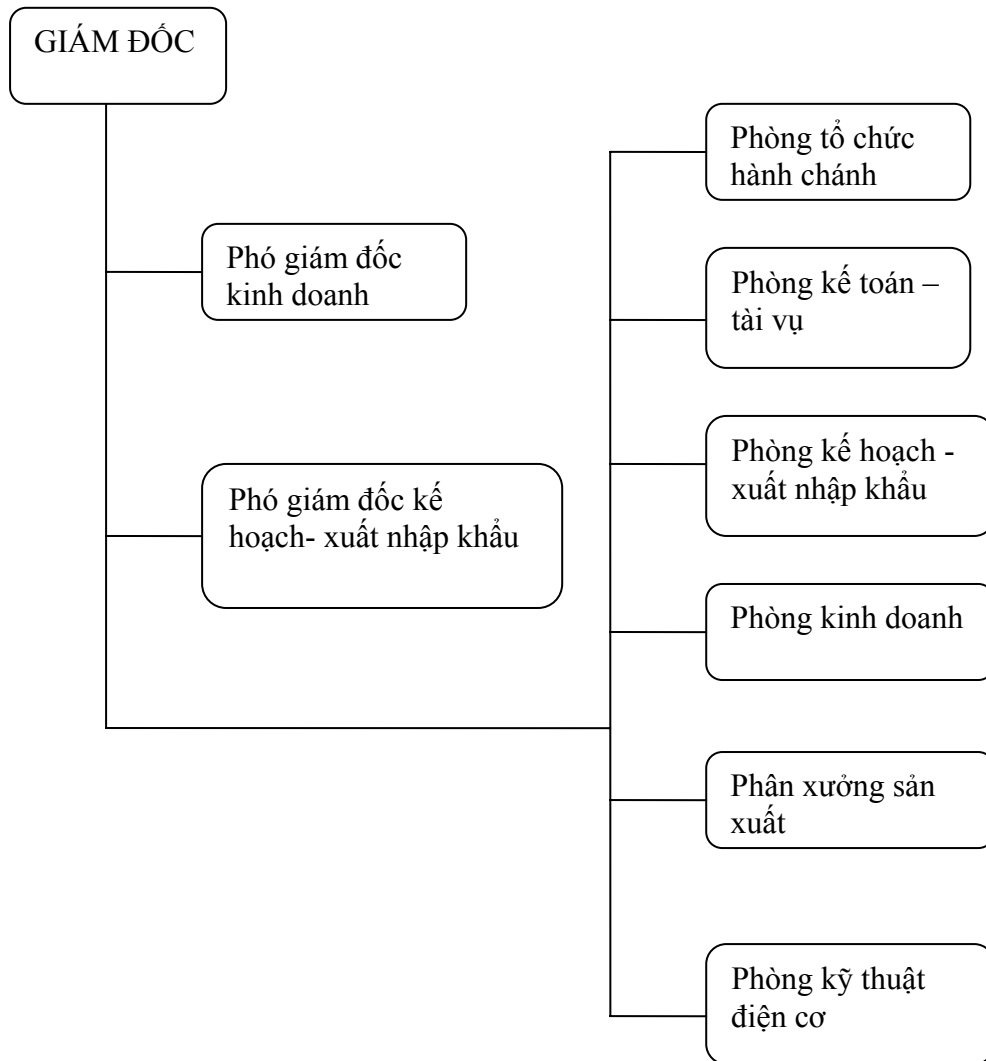 GIÁM ĐỐC
Phó giám đốc
kinh doanh
Phó giám đốc kế
hoạch- xuất nhập khẩu
Phòng tổ chức
hành chánh
Phòng kế toán –
tài vụ
Phòng kế hoạch -
xuất nhập khẩu
Phòng kinh doanh
Phân xưởng sản
xuất
Phòng kỹ thuật
điện cơ